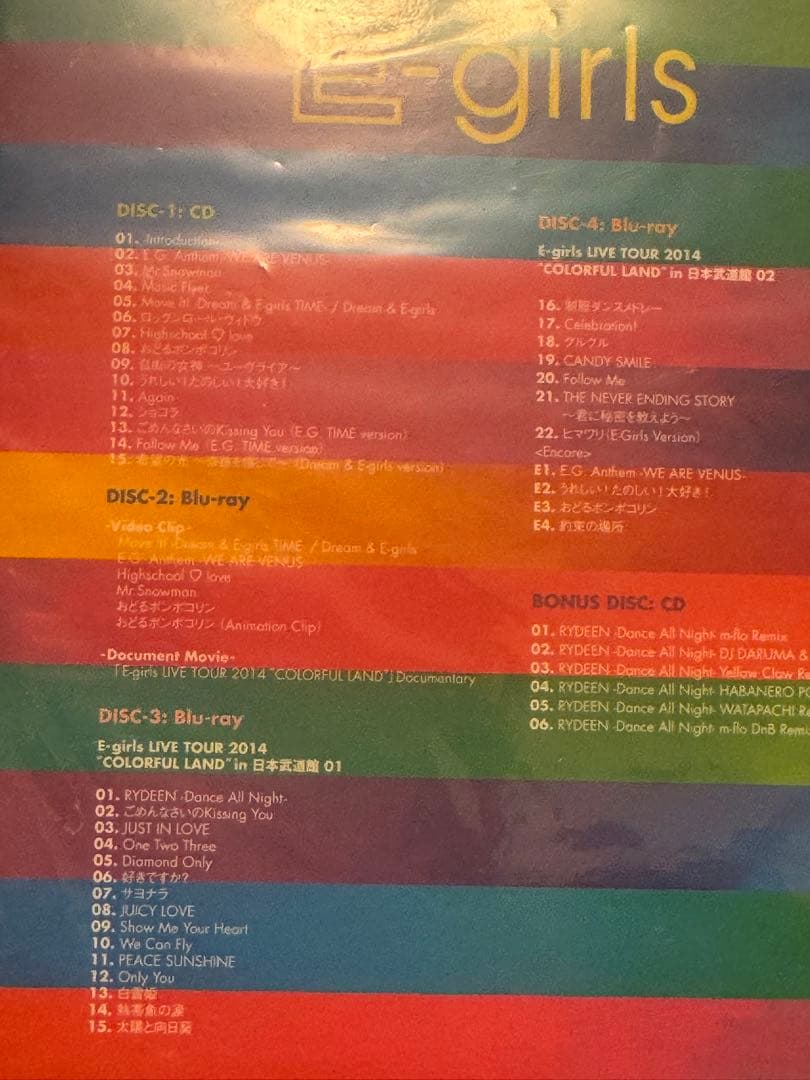 E-girls
DISC-1: CD
01. -Introduction-
02. E.G. Anthem -WE ARE VENUS-
03. Mr.Snowman
04. Music Flyer
05. Move It! -Dream & E-girls TIME- / Dream & E-girls
06. ロックンロールウィドウ
07. Highschool ♡ love
08. おどるポンポコリン
09. 自由の女神 ～ユーヴライア～
10. うれしい!たのしい!大好き!
11. Again
12. ショコラ
13. ごめんなさいのKissing You (E.G. TIME version)
14. Follow Me (E.G. TIME version)
15. 希望の光 ～奇跡を信じて～ (Dream & E-girls version)
DISC-2: Blu-ray
-Video Clip-
Move It! -Dream & E-girls TIME- / Dream & E-girls
E.G. Anthem -WE ARE VENUS-
Highschool ♡ love
Mr.Snowman
おどるポンポコリン
おどるポンポコリン (Animation Clip)
-Document Movie-
「E-girls LIVE TOUR 2014 "COLORFUL LAND"」Documentary
DISC-3: Blu-ray
E-girls LIVE TOUR 2014
"COLORFUL LAND" in 日本武道館 01
01. RYDEEN -Dance All Night-
02. ごめんなさいのKissing You
03. JUST IN LOVE
04. One Two Three
05. Diamond Only
06. 好きですか?
07. サヨナラ
08. JUICY LOVE
09. Show Me Your Heart
10. We Can Fly
11. PEACE SUNSHINE
12. Only You
13. 白雪姫
14. 熱帯魚の涙
15. 太陽と向日葵
DISC-4: Blu-ray
E-girls LIVE TOUR 2014
"COLORFUL LAND" in 日本武道館 02
16. 制服ダンスメドレー
17. Celebration!
18. クルクル
19. CANDY SMILE
20. Follow Me
21. THE NEVER ENDING STORY
～君に秘密を教えよう～
22. ヒマワリ(E-Girls Version)
<Encore>
E1. E.G. Anthem -WE ARE VENUS-
E2. うれしい!たのしい!大好き!
E3. おどるポンポコリン
E4. 約束の場所
BONUS DISC: CD
01. RYDEEN -Dance All Night- m-flo Remix
02. RYDEEN -Dance All Night- DJ DARUMA &
03. RYDEEN -Dance All Night- Yellow Claw Re
04. RYDEEN -Dance All Night- HABANERO PO
05. RYDEEN -Dance All Night- WATAPACHI Re
06. RYDEEN -Dance All Night- m-flo DnB Remix